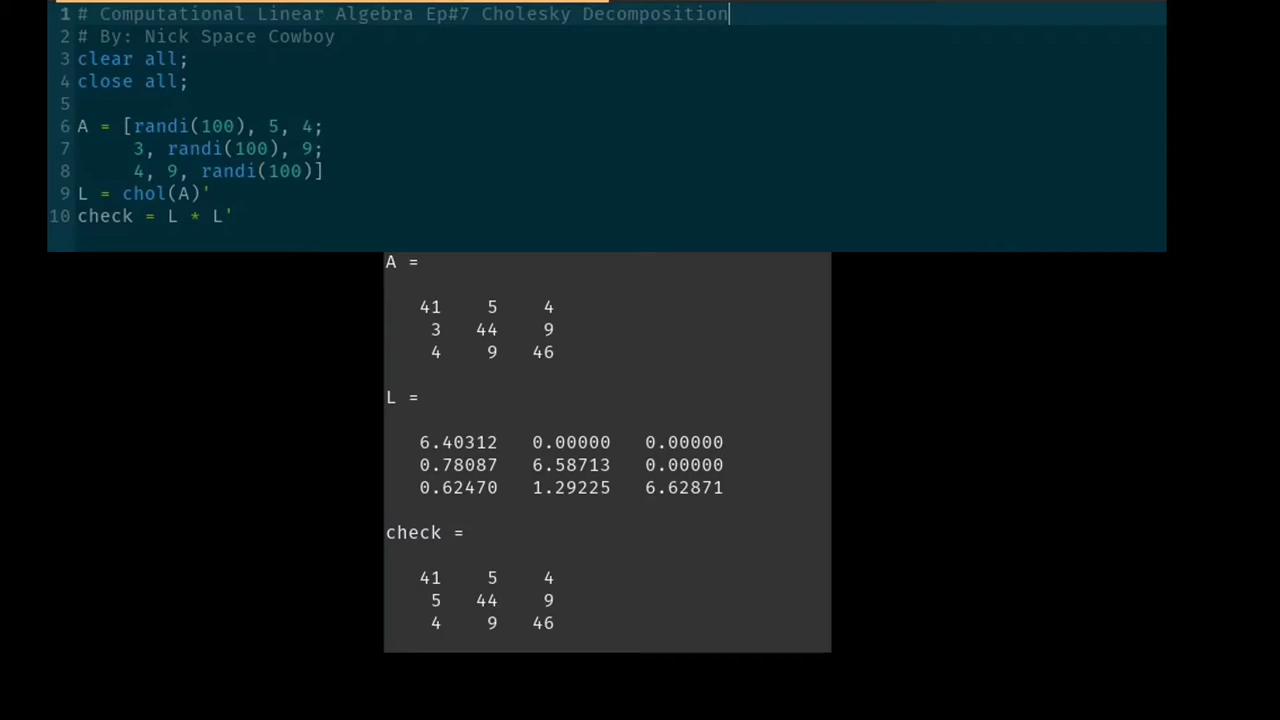 1 # Computational Linear Algebra Ep#7 Cholesky Decomposition
2 # By: Nick Space Cowboy
3 clear all;
4 close all;
5
6 A = [randi(100), 5, 4;
7 3, randi(100), 9;
8 4, 9, randi(100)]
9 L = chol(A)'
10 check = L * L'
A =
41 5 4
3 44 9
4 9 46
L =
6.40312 0.00000 0.00000
0.78087 6.58713 0.00000
0.62470 1.29225 6.62871
check =
41 5 4
5 44 9
4 9 46